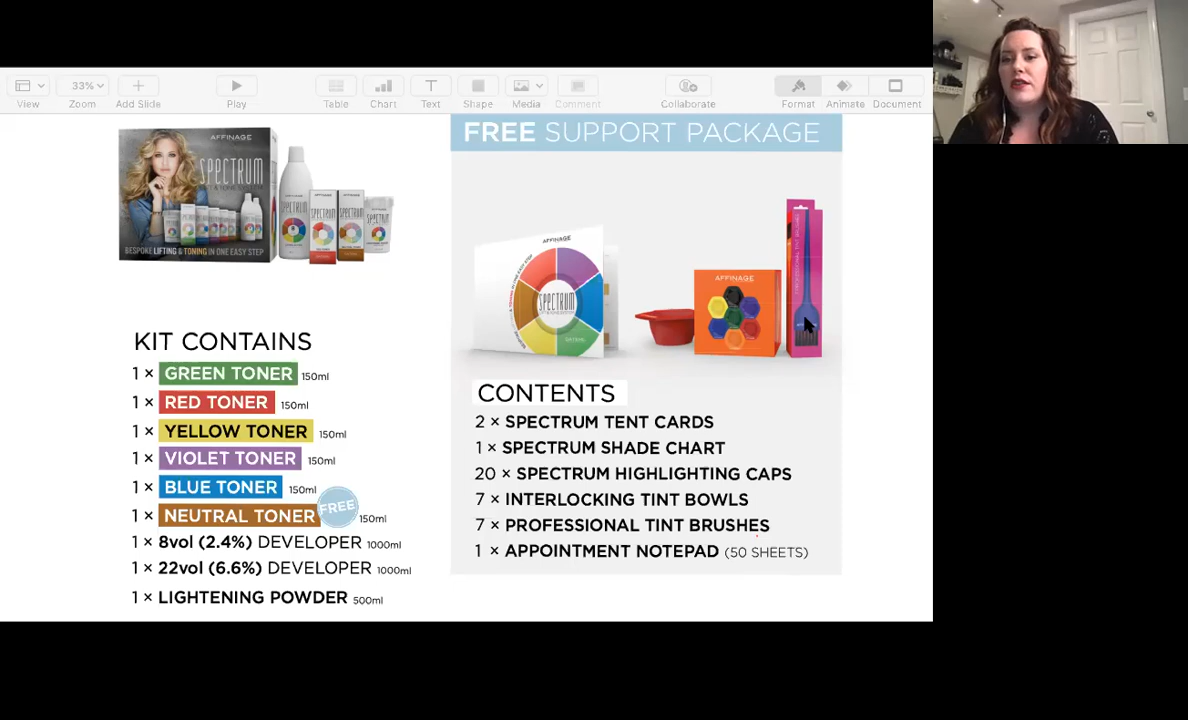 33%
View
Zoom
Add Slide
Play
Table
Chart
Text
Shape
Media
Comment
Collaborate
Format
Animate
Document
AFFINAGE
SPECTRUM
BESPOKE LIFTING & TONING IN ONE EASY STEP
SPECTRUM
SPECTRUM
SPECTRUM
FREE SUPPORT PACKAGE
AFFINAGE
SPECTRUM
AFFINAGE
KIT CONTAINS
1 × GREEN TONER 150ml
1 × RED TONER 150ml
1 × YELLOW TONER 150ml
1 × VIOLET TONER 150ml
1 × BLUE TONER 150ml
1 × NEUTRAL TONER FREE 150ml
1 × 8vol (2.4%) DEVELOPER 1000ml
1 × 22vol (6.6%) DEVELOPER 1000ml
1 × LIGHTENING POWDER 500ml
CONTENTS
2 × SPECTRUM TENT CARDS
1 × SPECTRUM SHADE CHART
20 × SPECTRUM HIGHLIGHTING CAPS
7 × INTERLOCKING TINT BOWLS
7 × PROFESSIONAL TINT BRUSHES
1 × APPOINTMENT NOTEPAD (50 SHEETS)